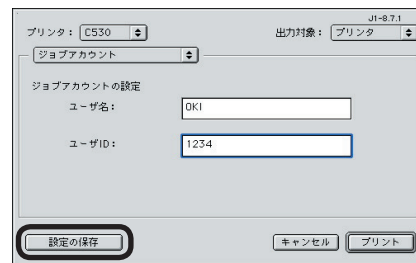 J1-8.7.1
プリンタ： C530 出力対象： プリンタ
ジョブアカウント
ジョブアカウントの設定
ユーザ名： OKI
ユーザID： 1234
設定の保存 キャンセル プリント